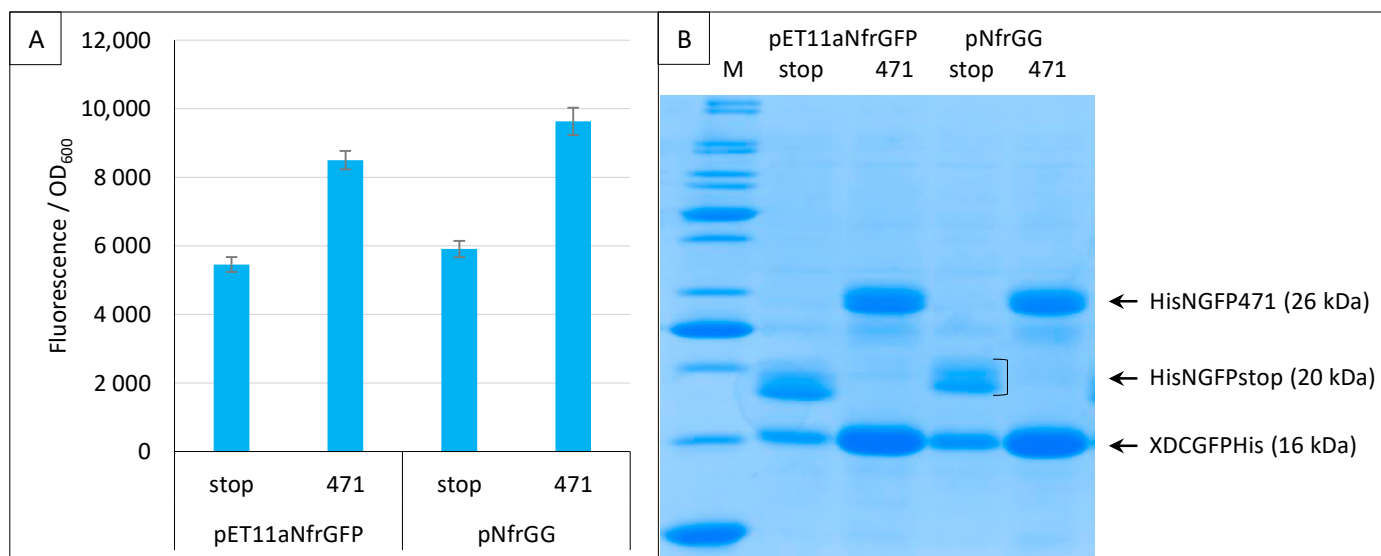 A
12,000
10,000
8 000
6 000
4 000
2 000
0
Fluorescence / OD600
stop 471 stop 471
pET11aNfrGFP pNfrGG
B
pET11aNfrGFP pNfrGG
M stop 471 stop 471
HisNGFP471 (26 kDa)
HisNGFPstop (20 kDa)
XDCGFPHis (16 kDa)